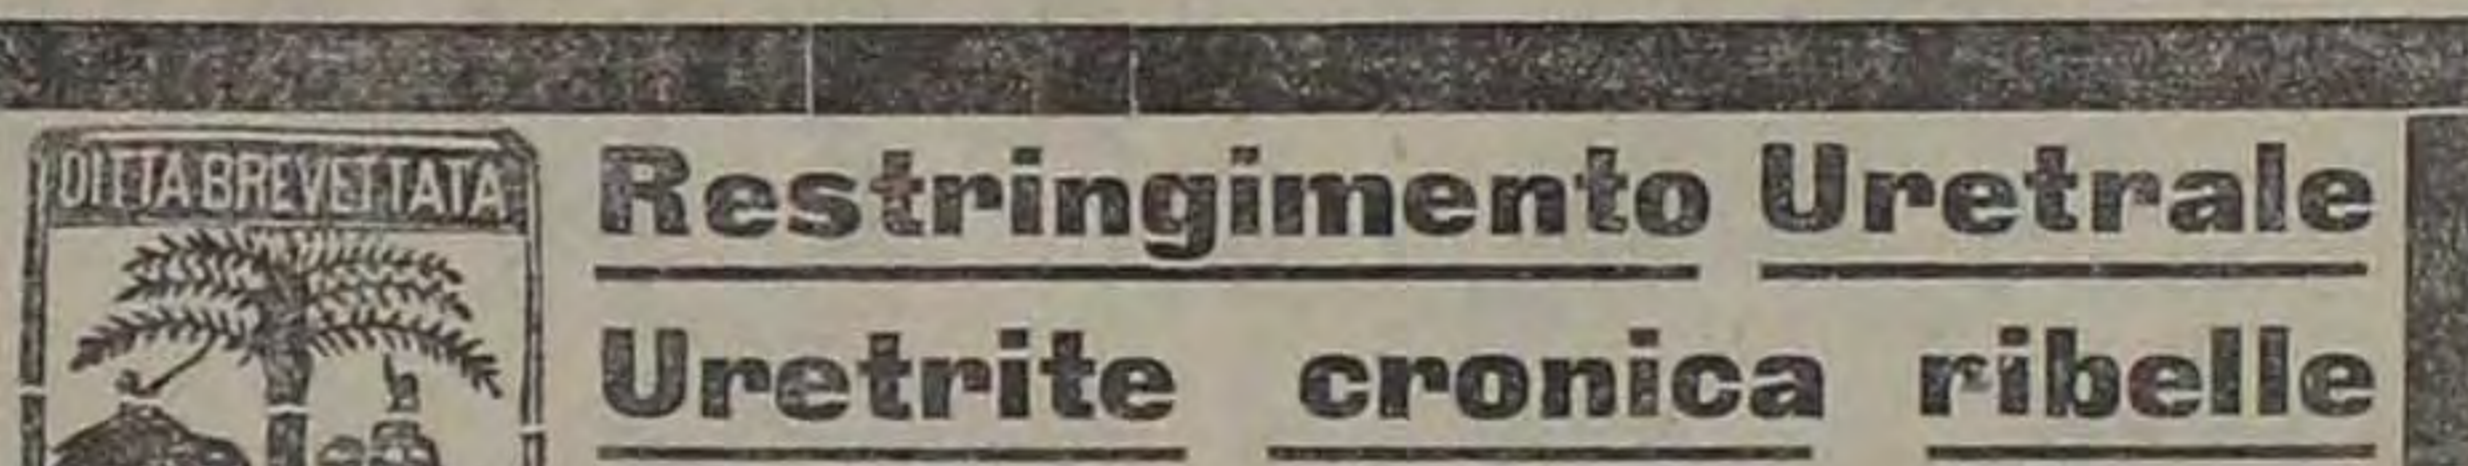 DITTA BREVETTATA
Restringimento Uretrale
Uretrite cronica ribelle